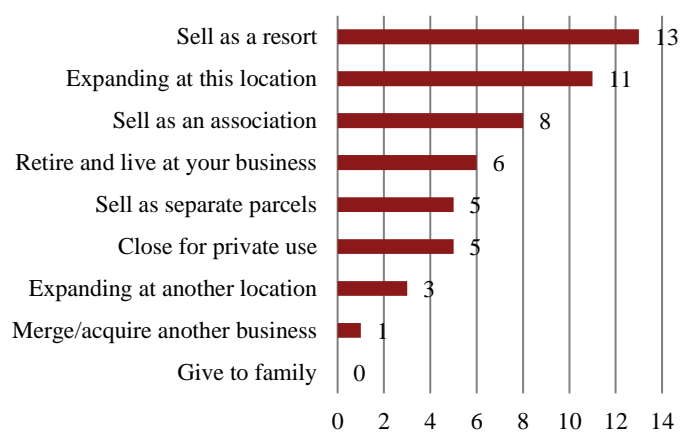 Sell as a resort 13
Expanding at this location 11
Sell as an association 8
Retire and live at your business 6
Sell as separate parcels 5
Close for private use 5
Expanding at another location 3
Merge/acquire another business 1
Give to family 0
0 2 4 6 8 10 12 14